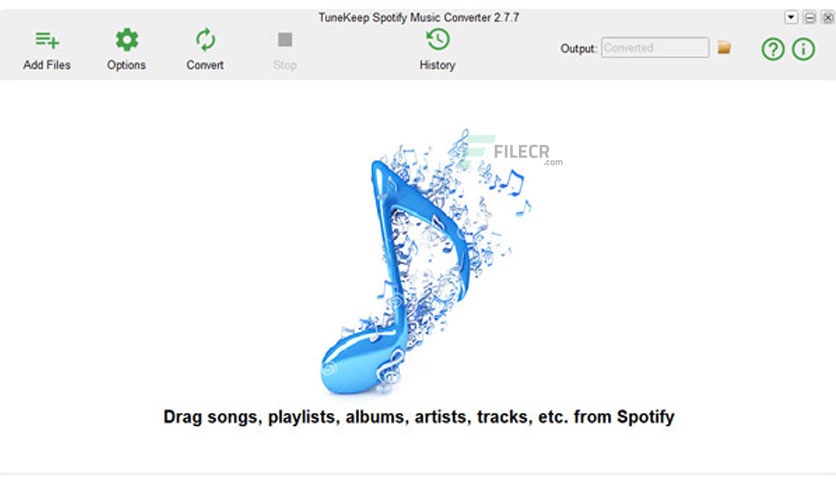 TuneKeep Spotify Music Converter 2.7.7
Add Files
Options
Convert
Stop
History
Output: Converted
FILECR
.com
Drag songs, playlists, albums, artists, tracks, etc. from Spotify